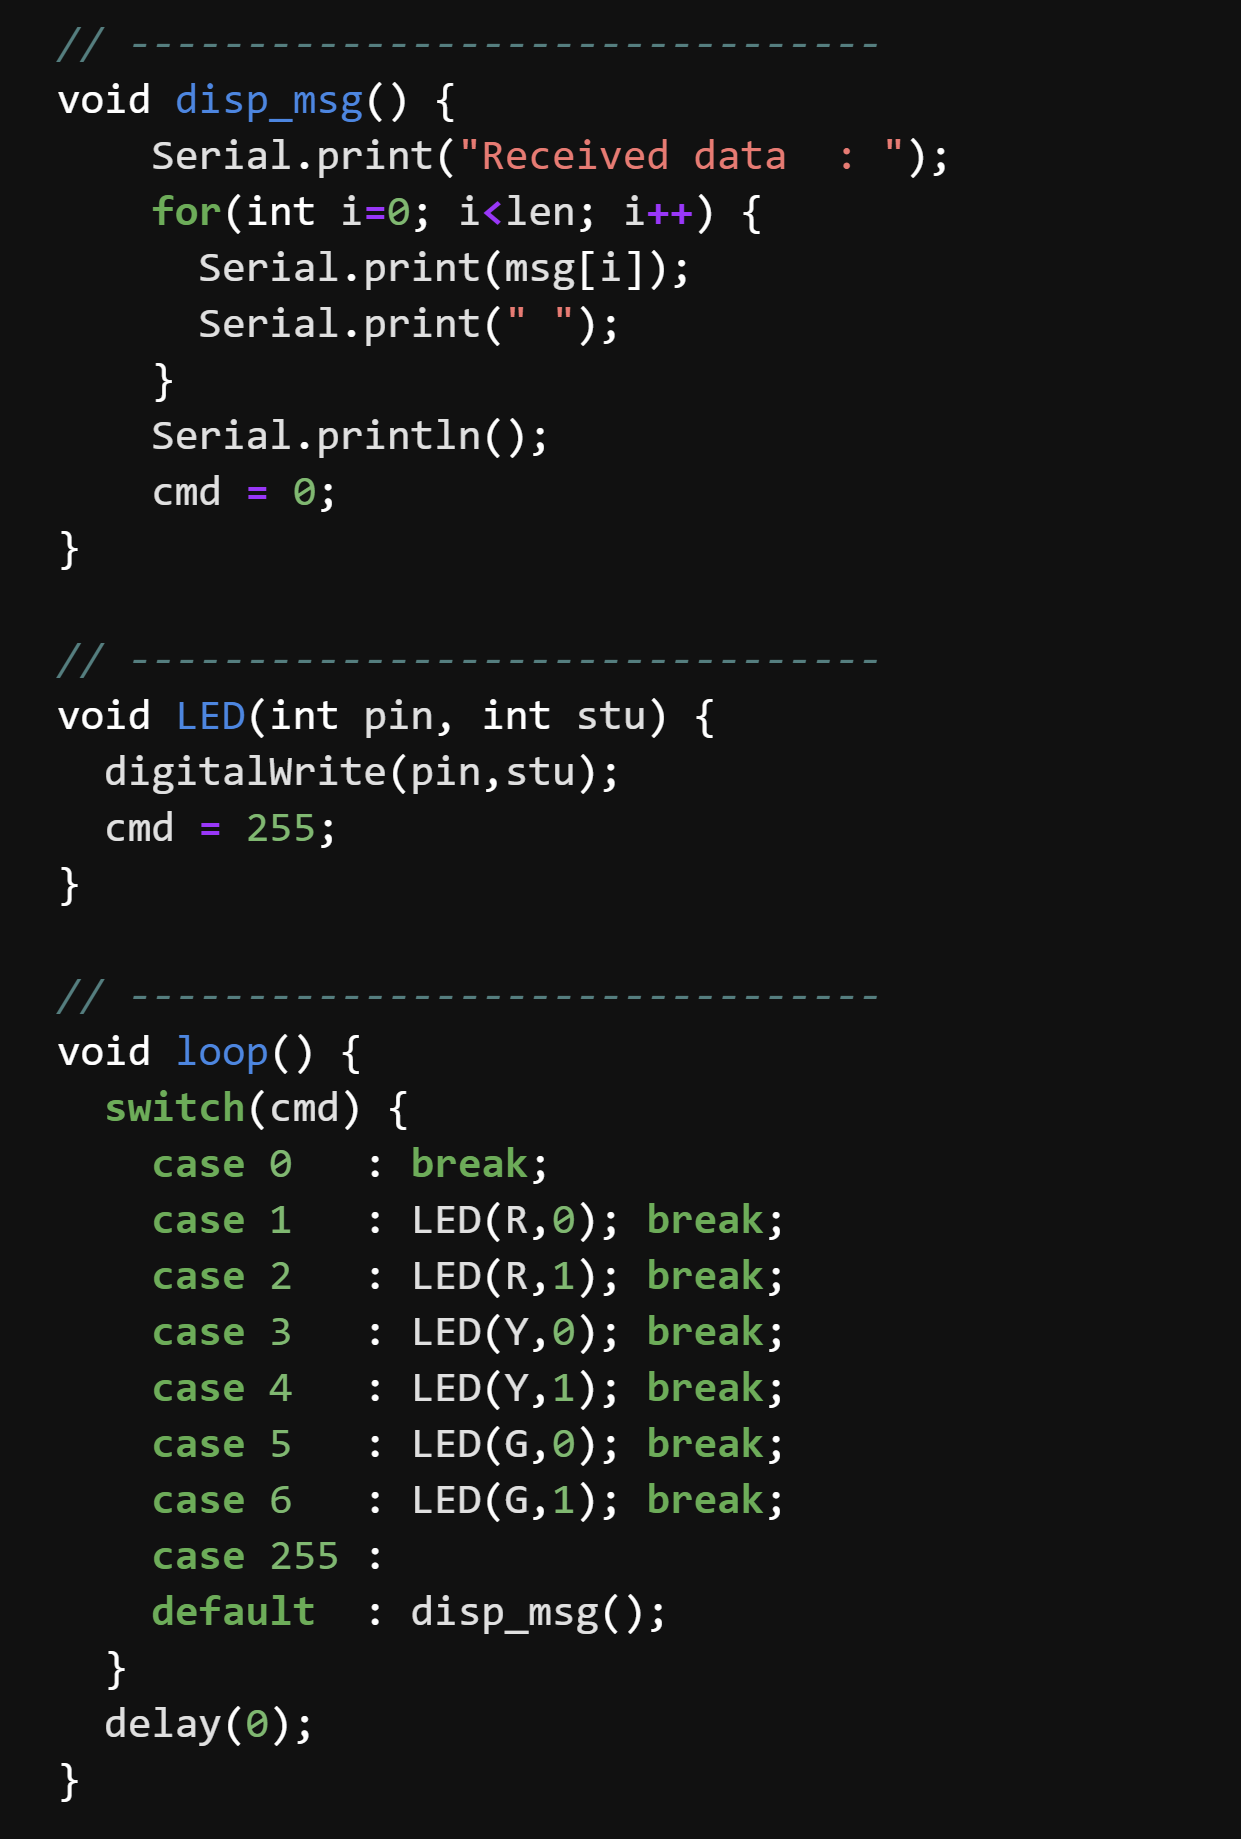 // --------------------------------
void disp_msg() {
    Serial.print("Received data  : ");
    for(int i=0; i<len; i++) {
      Serial.print(msg[i]);
      Serial.print(" ");
    }
    Serial.println();
    cmd = 0;
}

// --------------------------------
void LED(int pin, int stu) {
  digitalWrite(pin,stu);
  cmd = 255;
}

// --------------------------------
void loop() {
  switch(cmd) {
    case 0   : break;
    case 1   : LED(R,0); break;
    case 2   : LED(R,1); break;
    case 3   : LED(Y,0); break;
    case 4   : LED(Y,1); break;
    case 5   : LED(G,0); break;
    case 6   : LED(G,1); break;
    case 255 :
    default  : disp_msg();
  }
  delay(0);
}